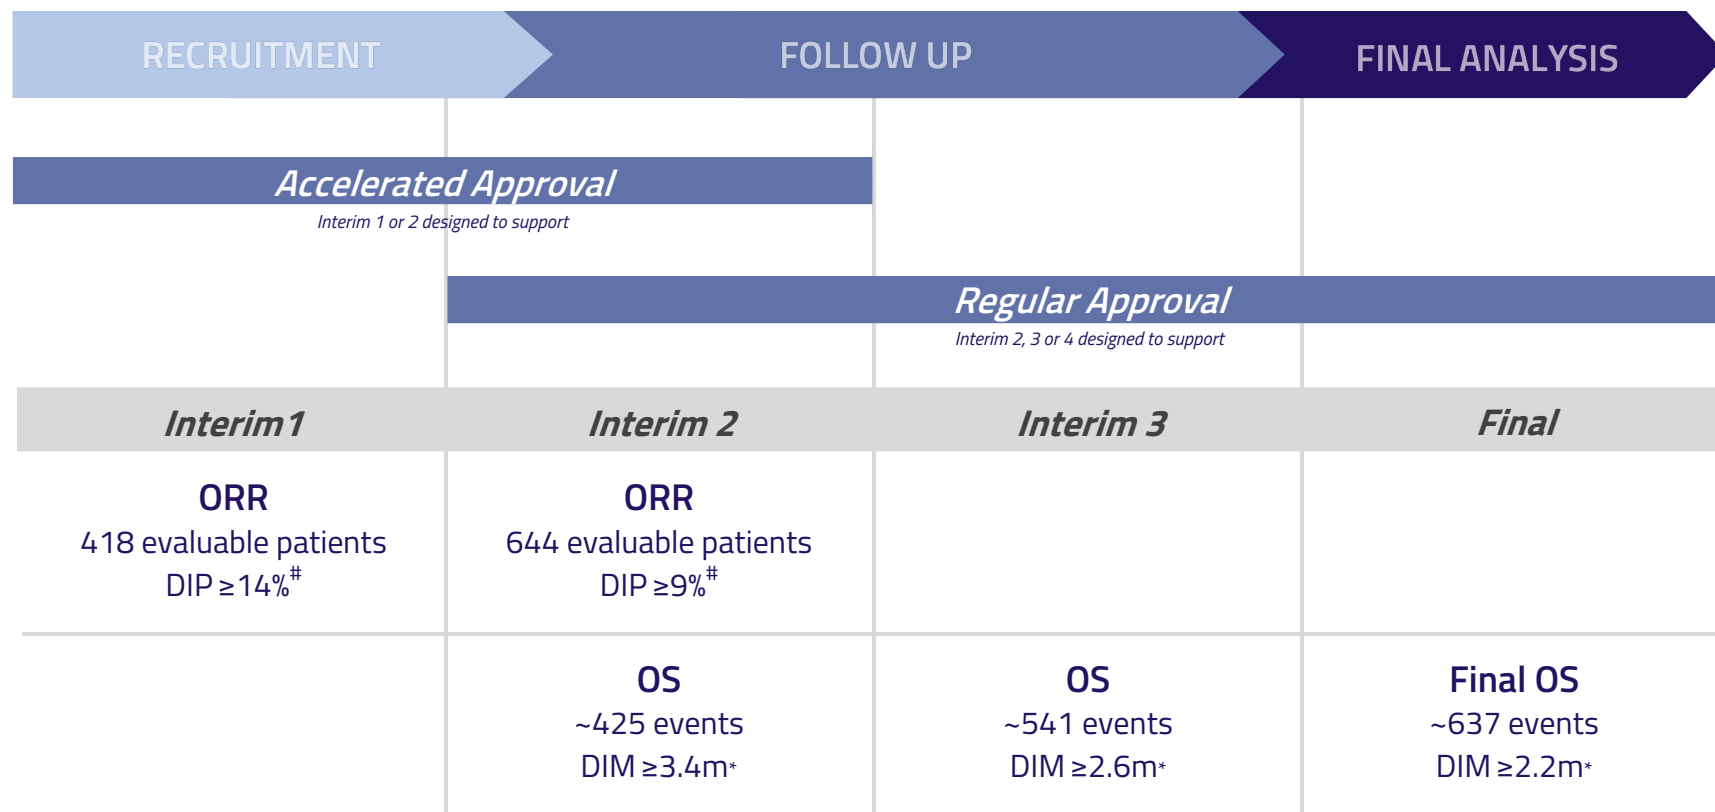 RECRUITMENT
FOLLOW UP
FINAL ANALYSIS
Accelerated Approval
Interim 1 or 2 designed to support
Regular Approval
Interim 2, 3 or 4 designed to support
Interim1
Interim 2
Interim 3
Final
ORR
418 evaluable patients
DIP ≥14%#
ORR
644 evaluable patients
DIP ≥9%#
OS
~425 events
DIM ≥3.4m*
OS
~541 events
DIM ≥2.6m*
Final OS
~637 events
DIM ≥2.2m*